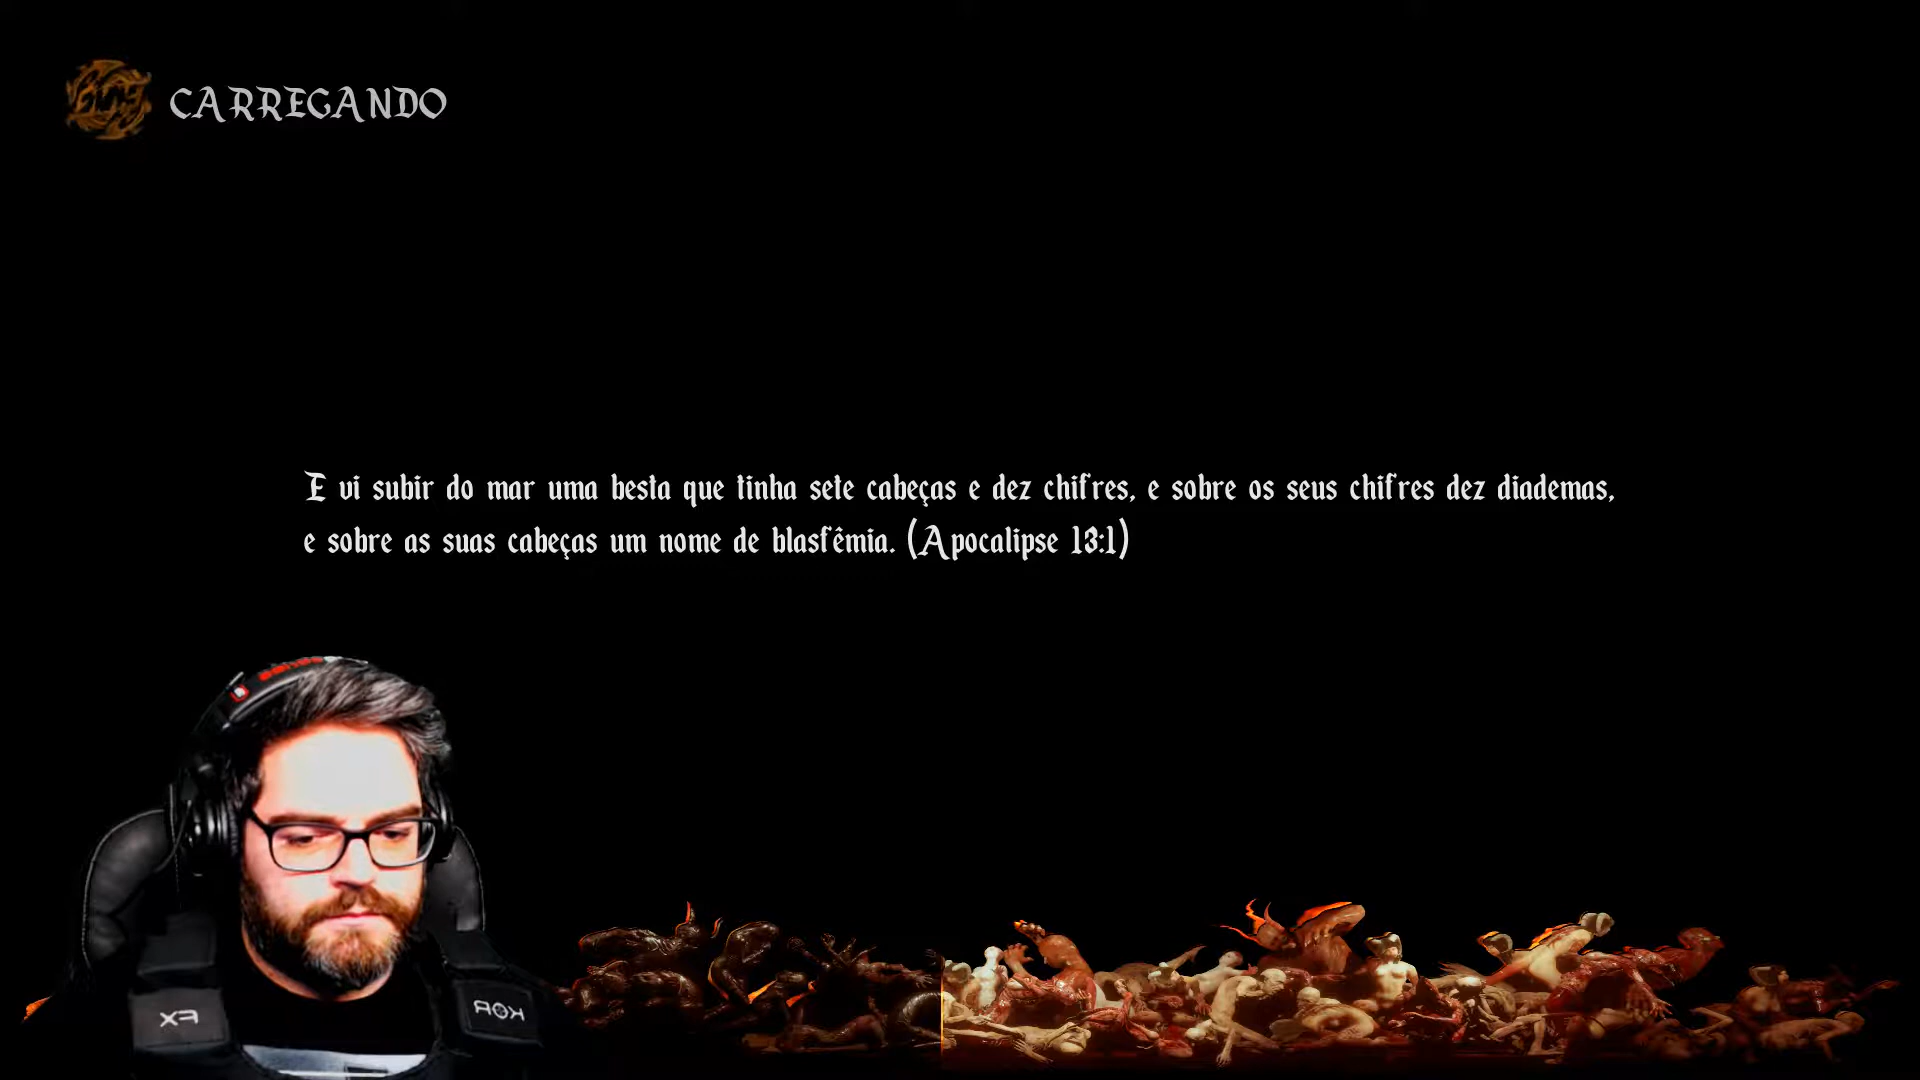 CARREGANDO
E vi subir do mar uma besta que tinha sete cabeças e dez chifres, e sobre os seus chifres dez diademas,
e sobre as suas cabeças um nome de blasfêmia. (Apocalipse 13:1)